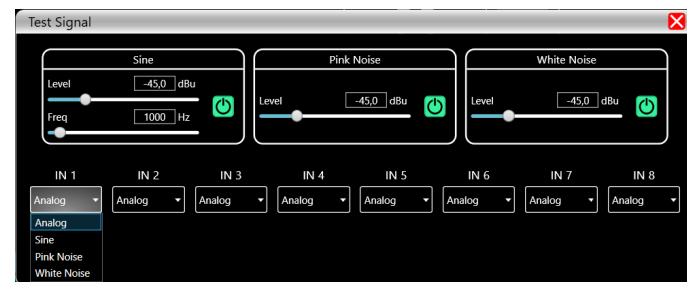 Test Signal
Sine Pink Noise White Noise
Level -45,0 dBu
Freq 1000 Hz
Level -45,0 dBu
Level -45,0 dBu
IN 1 IN 2 IN 3 IN 4 IN 5 IN 6 IN 7 IN 8
Analog Analog Analog Analog Analog Analog Analog Analog
Analog
Sine
Pink Noise
White Noise